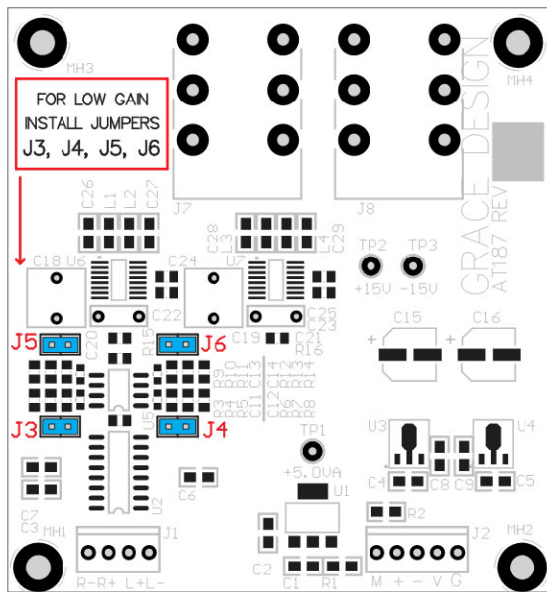 MH3
MH4
FOR LOW GAIN
INSTALL JUMPERS
J3, J4, J5, J6
GRACE DESIGN
AT187 REV
J7
J8
C26
L1
L2
C27
C28
L3
L4
C29
TP2
TP3
+15V
-15V
C18
U6
C24
U7
C22
C25
C23
C15
C16
J5
C20
R15
J6
C19
C21
R16
R9
R10
C11
C13
R11
R12
R13
R14
R3
R4
R5
C12
C14
R6
R7
R8
U5
J3
J4
TP1
+5.0VA
U3
U4
C4
C8
C9
C5
C7
C3
U2
C6
U1
R2
MH1
J1
C2
C1
R1
J2
MH2
R-
R+
L+
L-
M
+
-
V
G